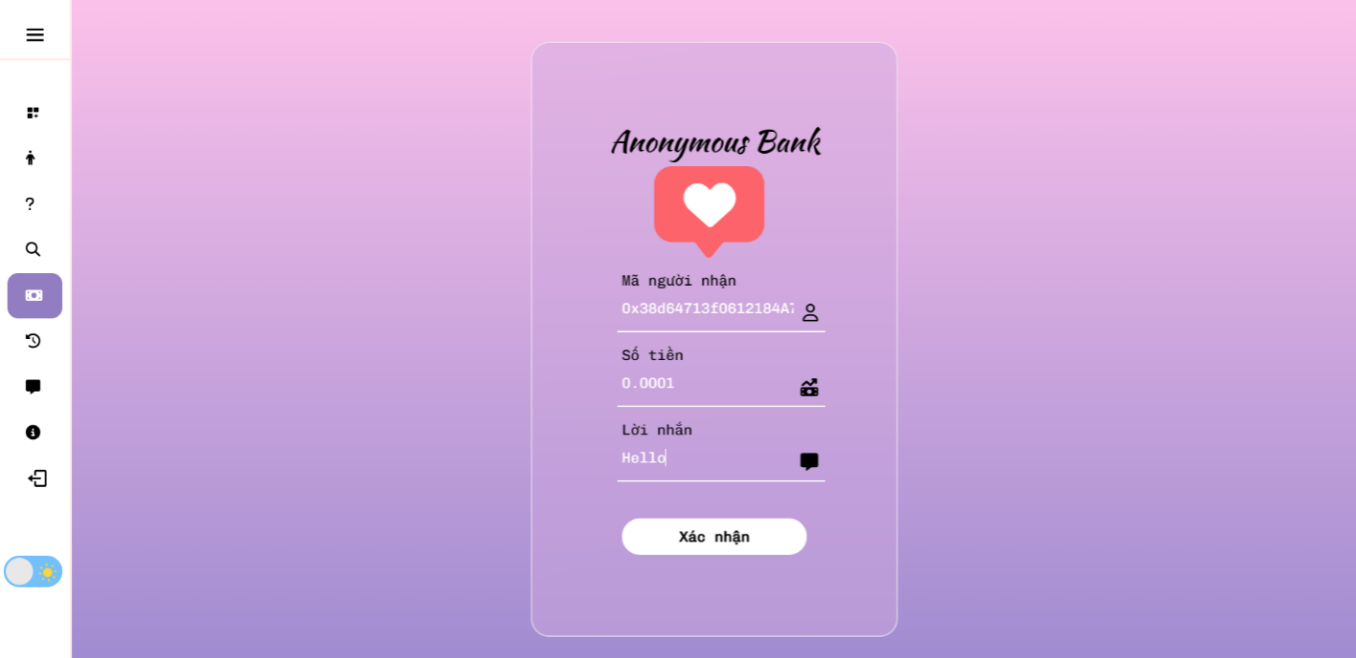 Anonymous Bank
Mã người nhận
0x38d64713f0612184A7
Số tiền
0.0001
Lời nhắn
Hello
Xác nhận